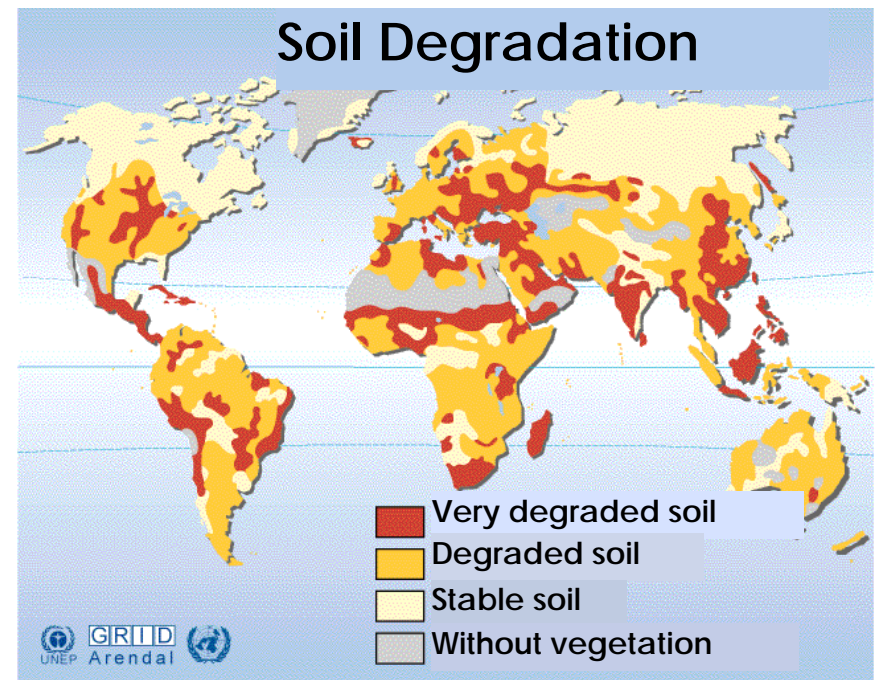 Soil Degradation
Very degraded soil
Degraded soil
Stable soil
Without vegetation
GRID
UNEP Arendal